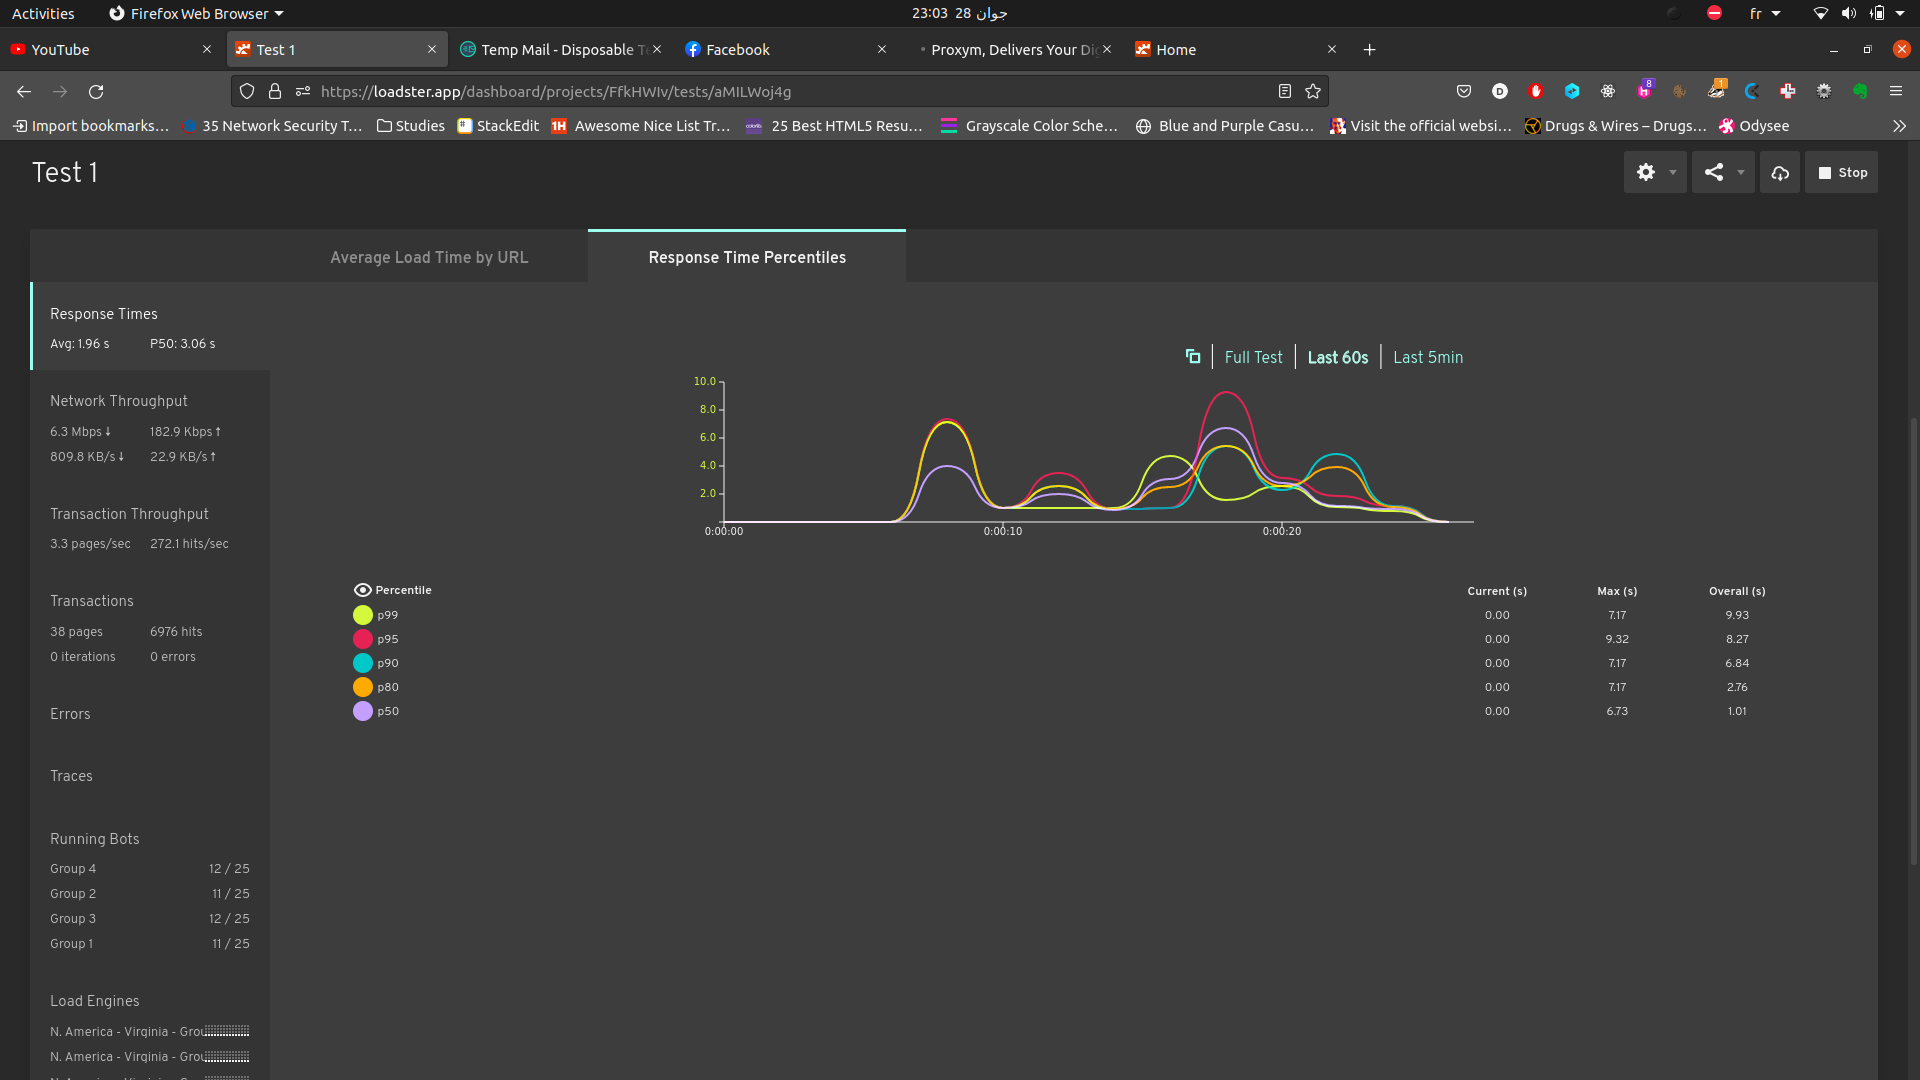 Activities Firefox Web Browser 23:03 28 جوان fr
YouTube Test 1 Temp Mail - Disposable Facebook Proxym, Delivers Your Home
https://loadster.app/dashboard/projects/FfkHWIv/tests/aMILWoj4g 8 1
Import bookmarks… 35 Network Security T… Studies StackEdit 1H Awesome Nice List Tr… 25 Best HTML5 Resu… Grayscale Color Sche… Blue and Purple Casu… Visit the official websi… Drugs & Wires – Drugs… Odysee
Test 1 Stop
Average Load Time by URL Response Time Percentiles
Response Times
Avg: 1.96 s P50: 3.06 s
Full Test Last 60s Last 5min
Network Throughput
6.3 Mbps↓ 182.9 Kbps↑
809.8 KB/s↓ 22.9 KB/s↑
10.0
8.0
6.0
4.0
2.0
0:00:00 0:00:10 0:00:20
Transaction Throughput
3.3 pages/sec 272.1 hits/sec
Transactions
38 pages 6976 hits
0 iterations 0 errors
Errors
Traces
Percentile Current (s) Max (s) Overall (s)
p99 0.00 7.17 9.93
p95 0.00 9.32 8.27
p90 0.00 7.17 6.84
p80 0.00 7.17 2.76
p50 0.00 6.73 1.01
Running Bots
Group 4 12 / 25
Group 2 11 / 25
Group 3 12 / 25
Group 1 11 / 25
Load Engines
N. America - Virginia - Grou
N. America - Virginia - Grou